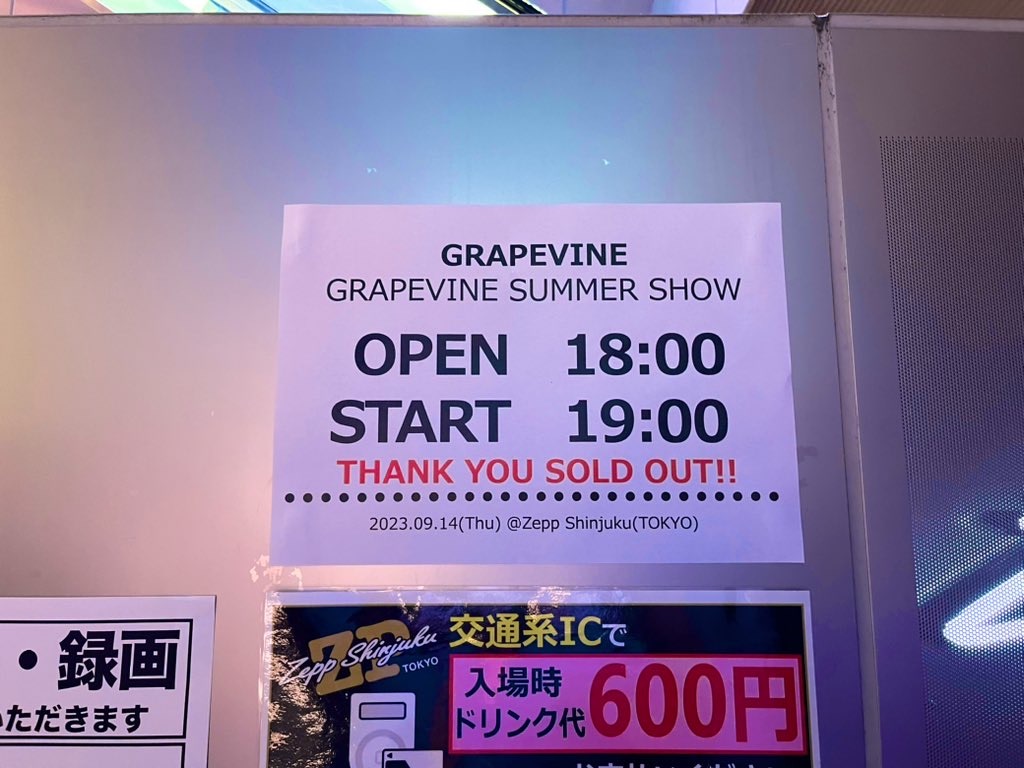 GRAPEVINE
GRAPEVINE SUMMER SHOW
OPEN 18:00
START 19:00
THANK YOU SOLD OUT!!
2023.09.14(Thu) @Zepp Shinjuku(TOKYO)
・録画
いただきます
Zepp Shinjuku
TOKYO
交通系ICで
入場時
ドリンク代600円